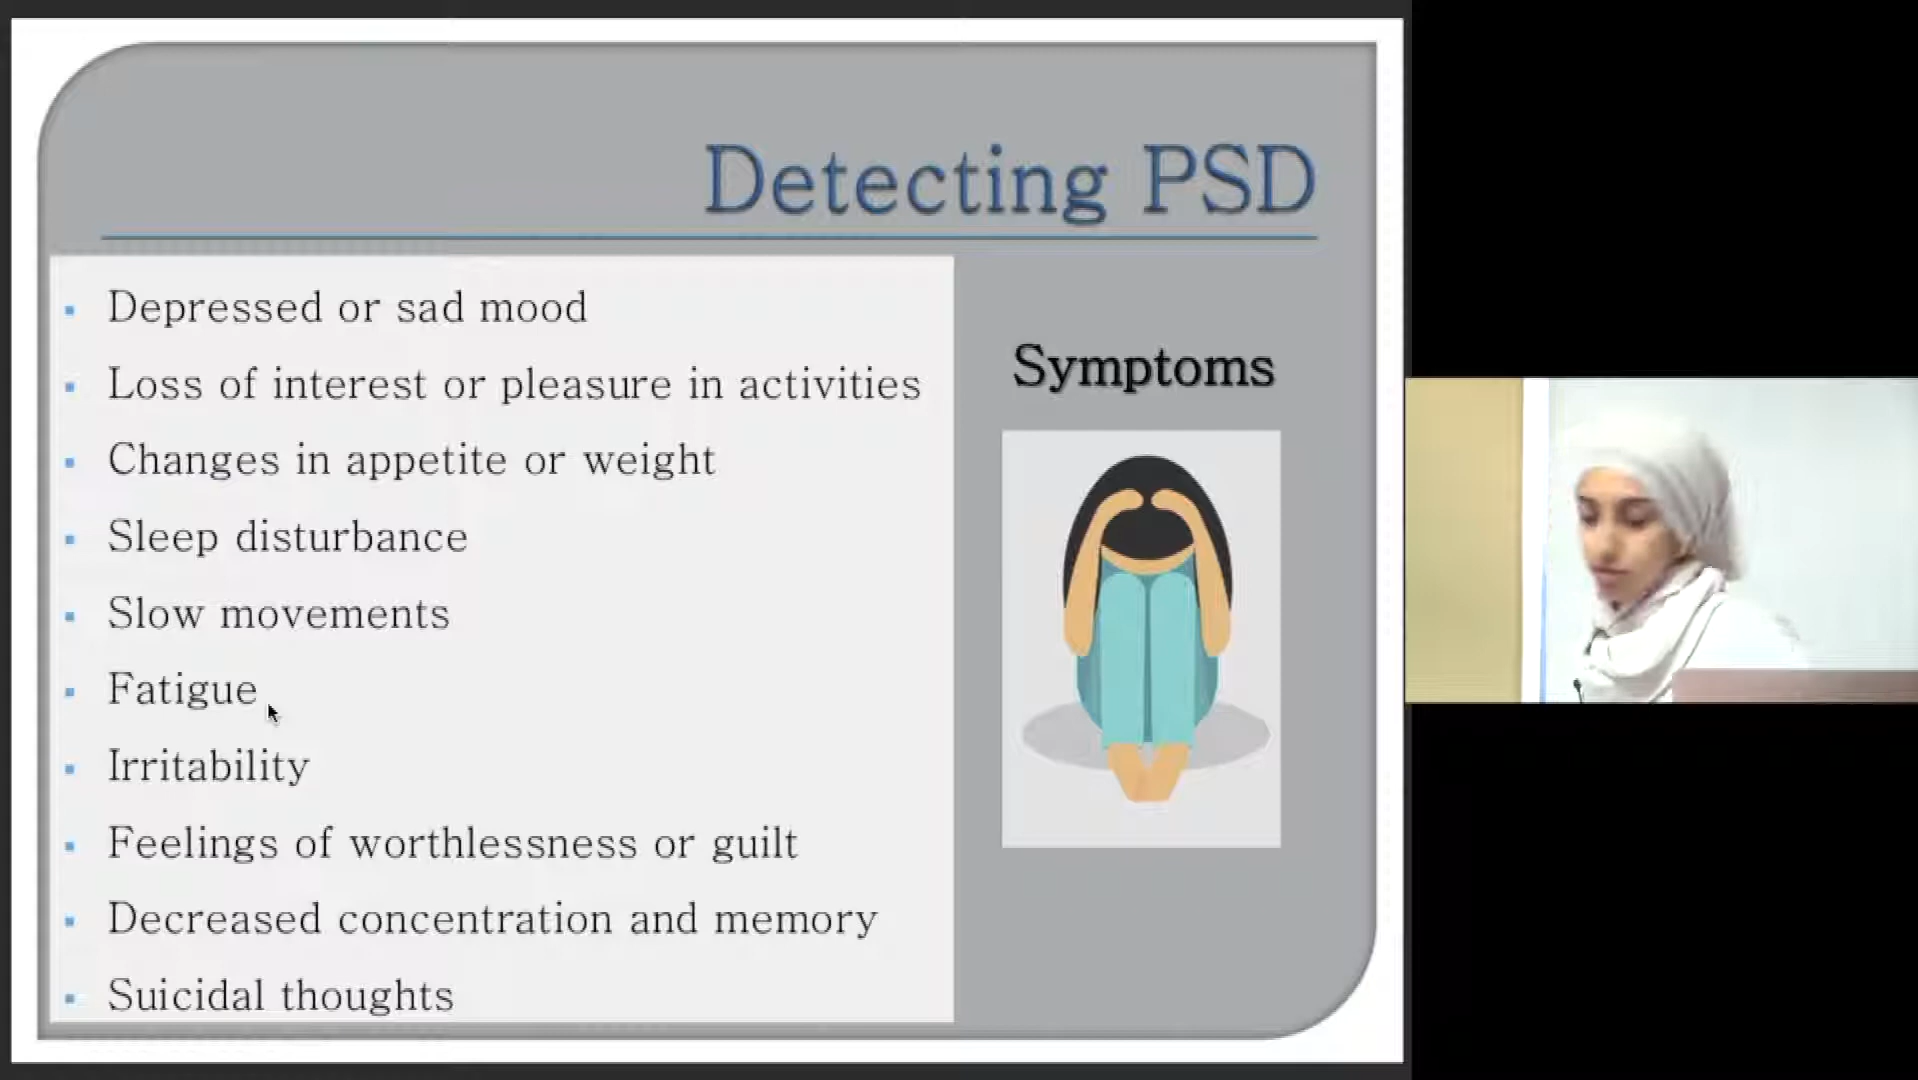 Detecting PSD
Depressed or sad mood
Loss of interest or pleasure in activities
Changes in appetite or weight
Sleep disturbance
Slow movements
Fatigue
Irritability
Feelings of worthlessness or guilt
Decreased concentration and memory
Suicidal thoughts
Symptoms